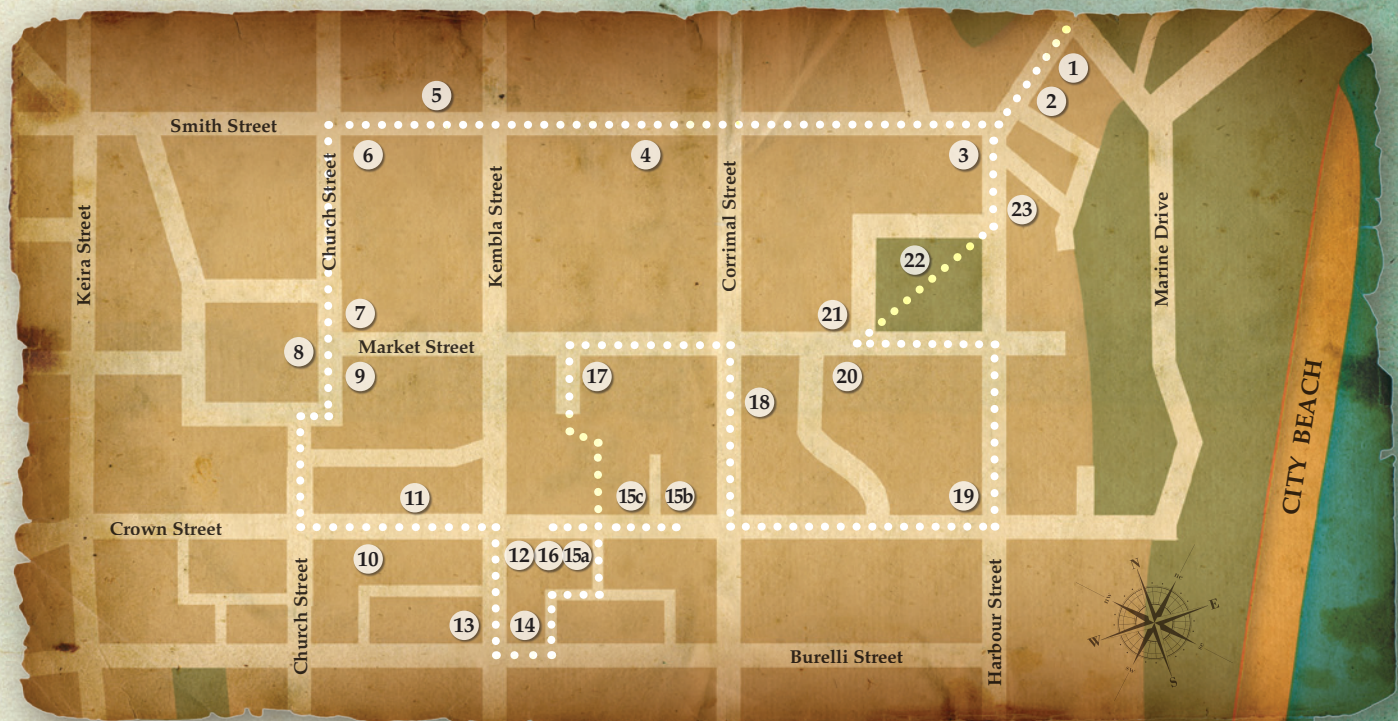 1
2
5
Smith Street
6
4
3
Church Street
Kembla Street
Corrimal Street
23
Keira Street
Marine Drive
22
7
21
8
Market Street
9
17
20
18
CITY BEACH
11
15c
15b
19
Crown Street
10
12
16
15a
13
14
Church Street
Harbour Street
Burelli Street
N
E
W
S